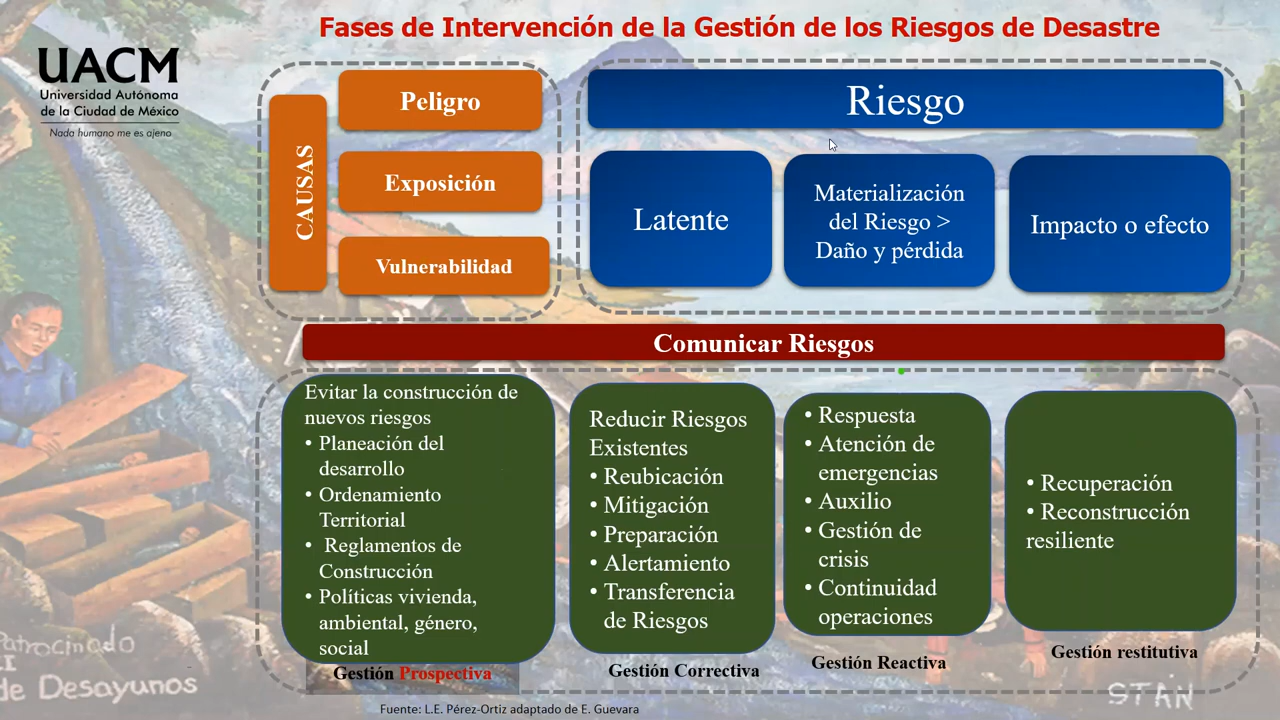 Fases de Intervención de la Gestión de los Riesgos de Desastre
UACM
Universidad Autónoma
de la Ciudad de México
Nada humano me es ajeno
CAUSAS
Peligro
Exposición
Vulnerabilidad
Riesgo
Latente
Materialización
del Riesgo >
Daño y pérdida
Impacto o efecto
Comunicar Riesgos
Evitar la construcción de
nuevos riesgos
• Planeación del
desarrollo
• Ordenamiento
Territorial
• Reglamentos de
Construcción
• Políticas vivienda,
ambiental, género,
social
Gestión Prospectiva
Reducir Riesgos
Existentes
• Reubicación
• Mitigación
• Preparación
• Alertamiento
• Transferencia
de Riesgos
Gestión Correctiva
• Respuesta
• Atención de
emergencias
• Auxilio
• Gestión de
crisis
• Continuidad
operaciones
Gestión Reactiva
• Recuperación
• Reconstrucción
resiliente
Gestión restitutiva
Patrocinado
de Desayunos
STAN
Fuente: L.E. Pérez-Ortiz adaptado de E. Guevara